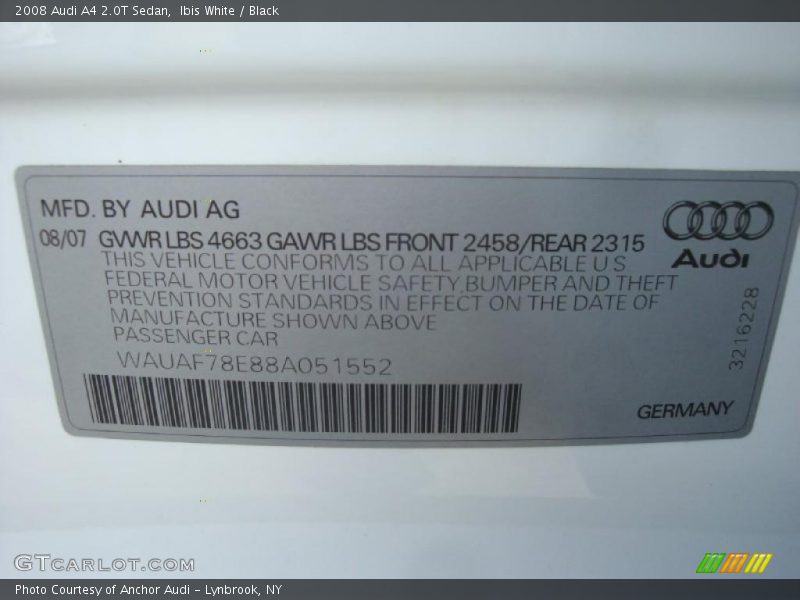 2008 Audi A4 2.0T Sedan,  Ibis White / Black
MFD. BY AUDI AG
08/07 GVWR LBS 4663 GAWR LBS FRONT 2458/REAR 2315
THIS VEHICLE CONFORMS TO ALL APPLICABLE U S
FEDERAL MOTOR VEHICLE SAFETY, BUMPER AND THEFT
PREVENTION STANDARDS IN EFFECT ON THE DATE OF
MANUFACTURE SHOWN ABOVE
PASSENGER CAR
WAUAF78E88A051552
Audi
3216228
GERMANY
GTCARLOT.COM
Photo Courtesy of Anchor Audi – Lynbrook, NY